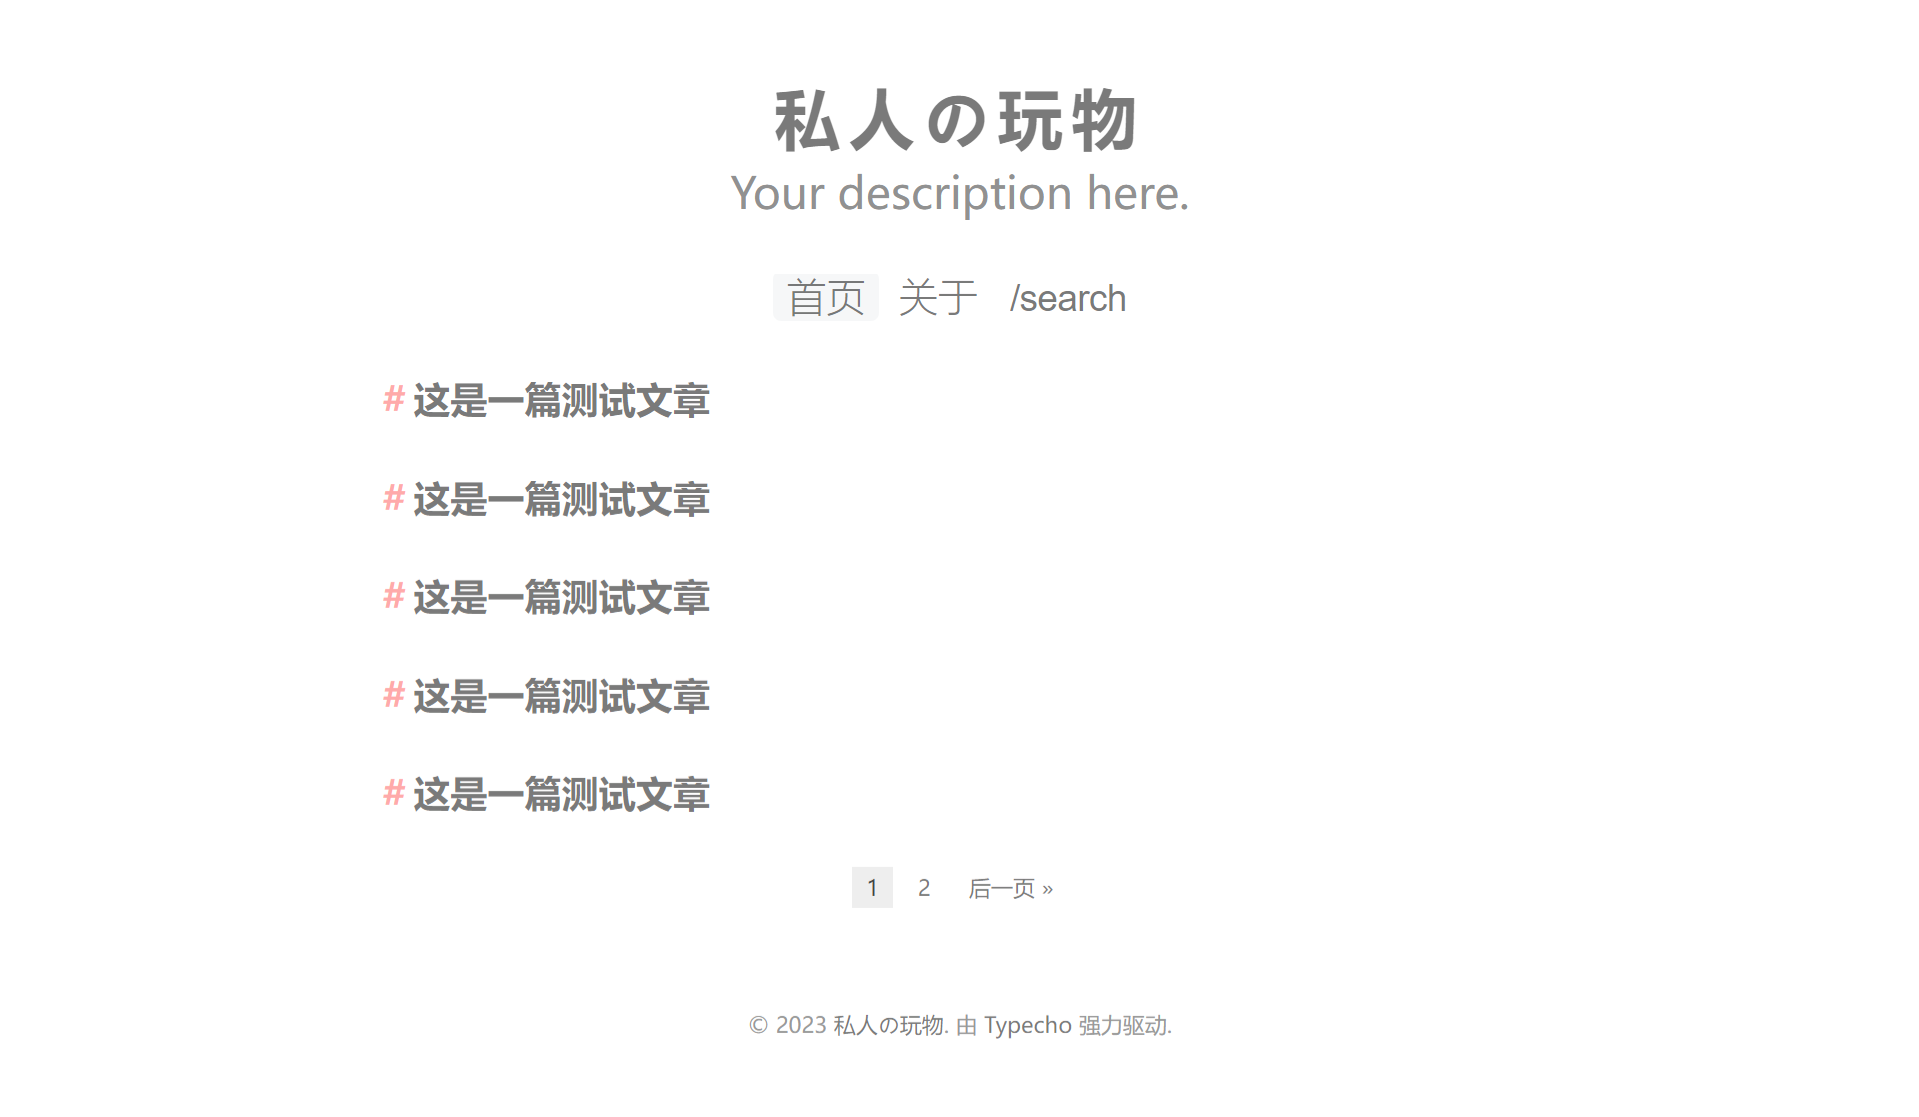 私人の玩物
Your description here.
首页 关于 /search
# 这是一篇测试文章
# 这是一篇测试文章
# 这是一篇测试文章
# 这是一篇测试文章
# 这是一篇测试文章
1 2 后一页 »
© 2023 私人の玩物. 由 Typecho 强力驱动.